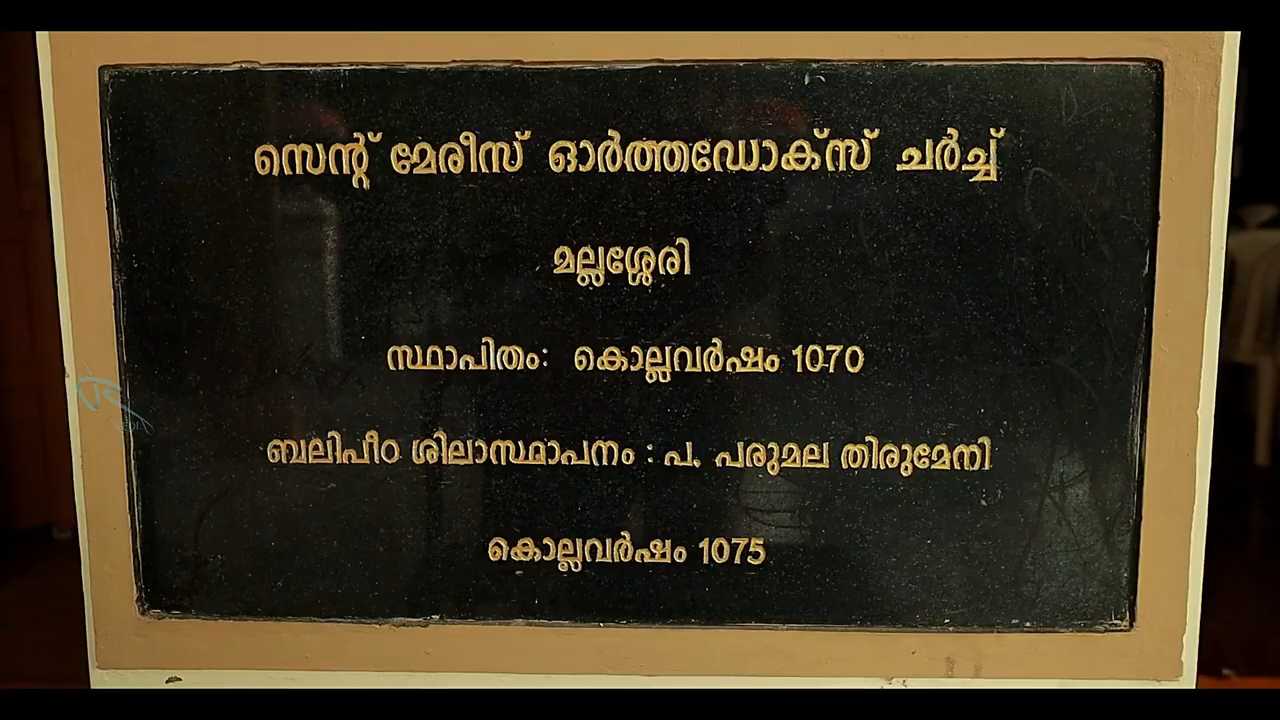 സെന്റ് മേരീസ് ഓർത്തഡോക്സ് ചർച്ച്
മല്ലശ്ശേരി
സ്ഥാപിതം: കൊല്ലവർഷം 1070
ബലിപീഠ ശിലാസ്ഥാപനം : പ. പരുമല തിരുമേനി
കൊല്ലവർഷം 1075